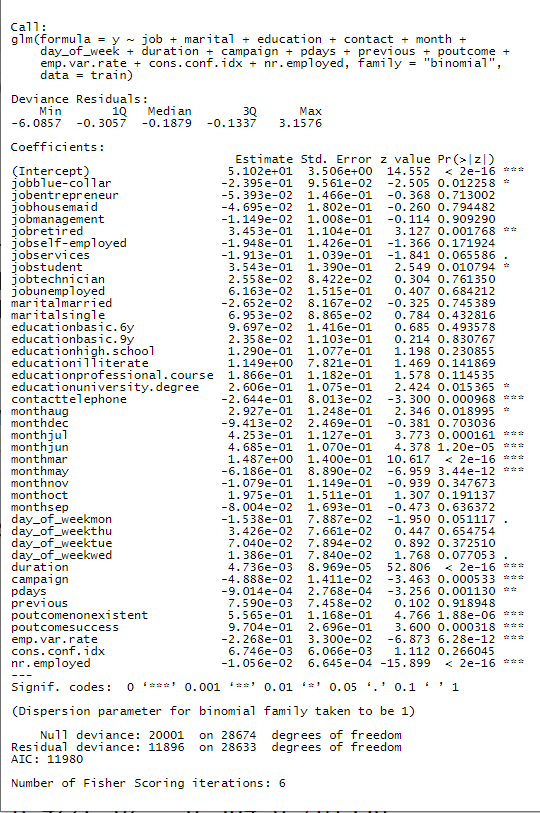 Call:
glm(formula = y ~ job + marital + education + contact + month +
    day_of_week + duration + campaign + pdays + previous + poutcome +
    emp.var.rate + cons.conf.idx + nr.employed, family = "binomial",
    data = train)
Deviance Residuals:
    Min      1Q  Median      3Q     Max
-6.0857 -0.3057 -0.1879 -0.1337  3.1576
Coefficients:
                              Estimate Std. Error z value Pr(>|z|)
(Intercept)                  5.102e+01  3.506e+00  14.552  < 2e-16 ***
jobblue-collar              -2.395e-01  9.561e-02  -2.505 0.012258 *
jobentrepreneur             -5.393e-02  1.466e-01  -0.368 0.713002
jobhousemaid                -4.695e-02  1.802e-01  -0.260 0.794482
jobmanagement               -1.149e-02  1.008e-01  -0.114 0.909290
jobretired                   3.453e-01  1.104e-01   3.127 0.001768 **
jobself-employed            -1.948e-01  1.426e-01  -1.366 0.171924
jobservices                 -1.913e-01  1.039e-01  -1.841 0.065586 .
jobstudent                   3.543e-01  1.390e-01   2.549 0.010794 *
jobtechnician                2.558e-02  8.422e-02   0.304 0.761350
jobunemployed                6.163e-02  1.515e-01   0.407 0.684212
maritalmarried              -2.652e-02  8.167e-02  -0.325 0.745389
maritalsingle                6.953e-02  8.865e-02   0.784 0.432816
educationbasic.6y            9.697e-02  1.416e-01   0.685 0.493578
educationbasic.9y            2.358e-02  1.103e-01   0.214 0.830767
educationhigh.school         1.290e-01  1.077e-01   1.198 0.230855
educationilliterate          1.149e+00  7.821e-01   1.469 0.141869
educationprofessional.course 1.866e-01  1.182e-01   1.578 0.114535
educationuniversity.degree   2.606e-01  1.075e-01   2.424 0.015365 *
contacttelephone            -2.644e-01  8.013e-02  -3.300 0.000968 ***
monthaug                     2.927e-01  1.248e-01   2.346 0.018995 *
monthdec                    -9.413e-02  2.469e-01  -0.381 0.703036
monthjul                     4.253e-01  1.127e-01   3.773 0.000161 ***
monthjun                     4.685e-01  1.070e-01   4.378 1.20e-05 ***
monthmar                     1.487e+00  1.400e-01  10.617  < 2e-16 ***
monthmay                    -6.186e-01  8.890e-02  -6.959 3.44e-12 ***
monthnov                    -1.079e-01  1.149e-01  -0.939 0.347673
monthoct                     1.975e-01  1.511e-01   1.307 0.191137
monthsep                    -8.004e-02  1.693e-01  -0.473 0.636372
day_of_weekmon              -1.538e-01  7.887e-02  -1.950 0.051117 .
day_of_weekthu               3.426e-02  7.661e-02   0.447 0.654754
day_of_weektue               7.040e-02  7.894e-02   0.892 0.372510
day_of_weekwed               1.386e-01  7.840e-02   1.768 0.077053 .
duration                     4.736e-03  8.969e-05  52.806  < 2e-16 ***
campaign                    -4.888e-02  1.411e-02  -3.463 0.000533 ***
pdays                       -9.014e-04  2.768e-04  -3.256 0.001130 **
previous                     7.590e-03  7.458e-02   0.102 0.918948
poutcomenonexistent          5.565e-01  1.168e-01   4.766 1.88e-06 ***
poutcomesuccess              9.704e-01  2.696e-01   3.600 0.000318 ***
emp.var.rate                -2.268e-01  3.300e-02  -6.873 6.28e-12 ***
cons.conf.idx                6.746e-03  6.066e-03   1.112 0.266045
nr.employed                 -1.056e-02  6.645e-04 -15.899  < 2e-16 ***
---
Signif. codes:  0 ‘***’ 0.001 ‘**’ 0.01 ‘*’ 0.05 ‘.’ 0.1 ‘ ’ 1
(Dispersion parameter for binomial family taken to be 1)
    Null deviance: 20001  on 28674  degrees of freedom
Residual deviance: 11896  on 28633  degrees of freedom
AIC: 11980
Number of Fisher Scoring iterations: 6